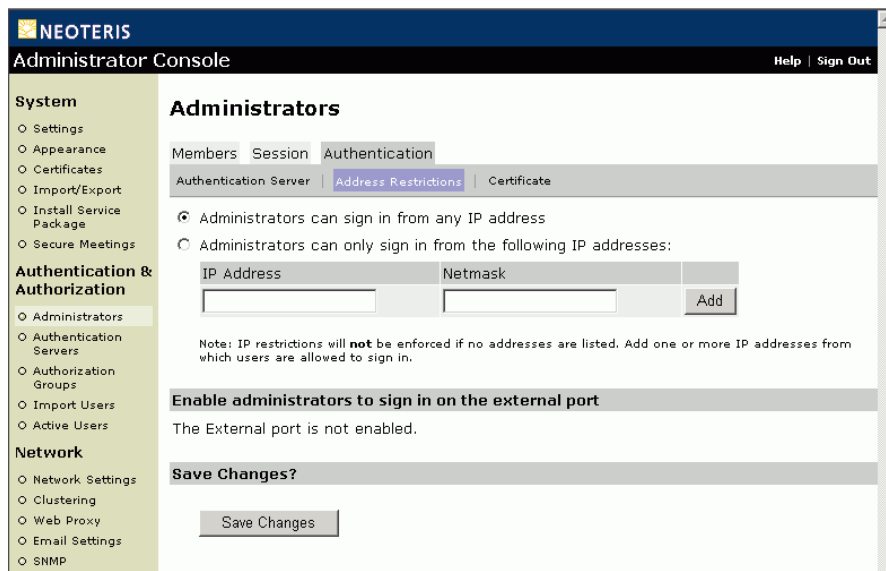 NEOTERIS
Administrator Console
Help | Sign Out
System
Settings
Appearance
Certificates
Import/Export
Install Service
Package
Secure Meetings
Authentication &
Authorization
Administrators
Authentication
Servers
Authorization
Groups
Import Users
Active Users
Network
Network Settings
Clustering
Web Proxy
Email Settings
SNMP
Administrators
Members Session Authentication
Authentication Server | Address Restrictions | Certificate
Administrators can sign in from any IP address
Administrators can only sign in from the following IP addresses:
IP Address Netmask
Add
Note: IP restrictions will not be enforced if no addresses are listed. Add one or more IP addresses from
which users are allowed to sign in.
Enable administrators to sign in on the external port
The External port is not enabled.
Save Changes?
Save Changes